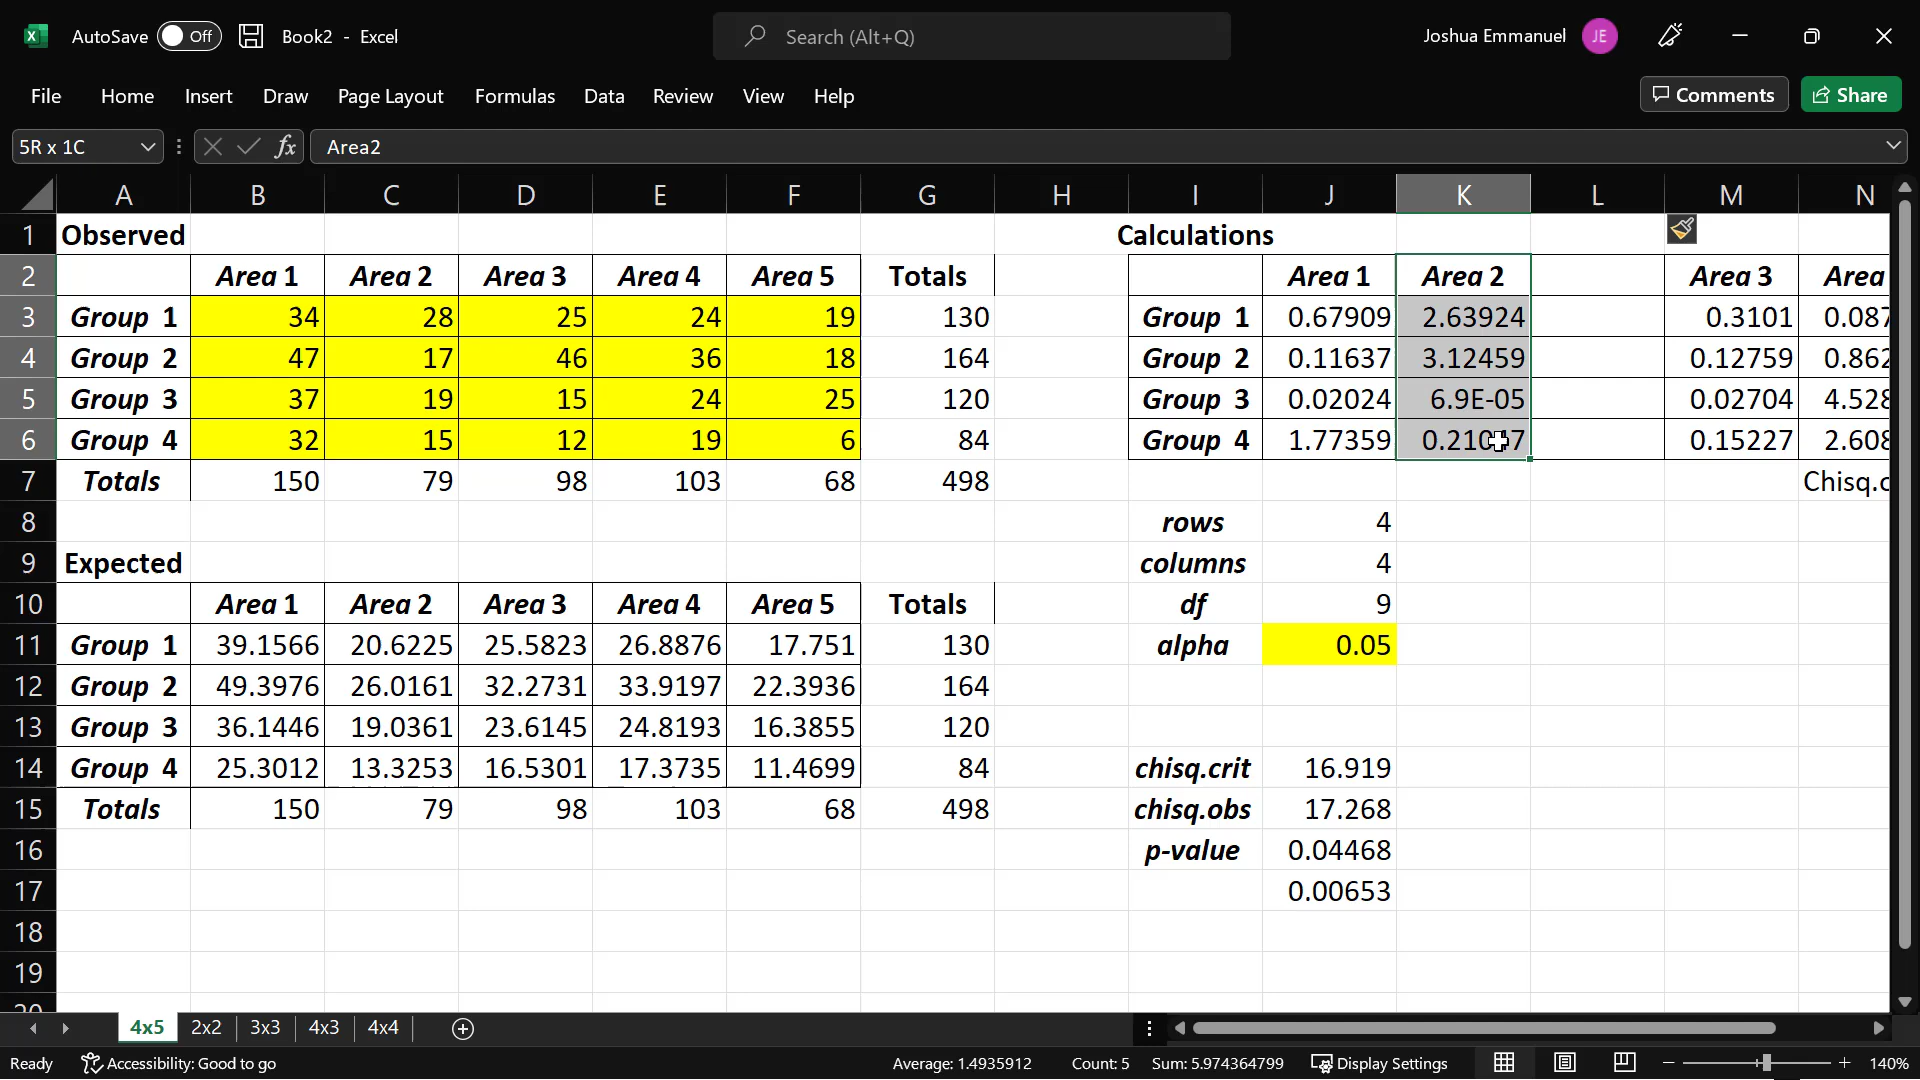 AutoSave Off Book2 - Excel Search (Alt+Q) Joshua Emmanuel JE
File Home Insert Draw Page Layout Formulas Data Review View Help Comments Share
5R x 1C fx Area2
A B C D E F G H I J K L M N
1 Observed Calculations
2 Area 1 Area 2 Area 3 Area 4 Area 5 Totals Area 1 Area 2 Area 3 Area
3 Group 1 34 28 25 24 19 130 Group 1 0.67909 2.63924 0.3101 0.087
4 Group 2 47 17 46 36 18 164 Group 2 0.11637 3.12459 0.12759 0.862
5 Group 3 37 19 15 24 25 120 Group 3 0.02024 6.9E-05 0.02704 4.528
6 Group 4 32 15 12 19 6 84 Group 4 1.77359 0.15227 2.608
7 Totals 150 79 98 103 68 498 Chisq.c
8 rows 4
9 Expected columns 4
10 Area 1 Area 2 Area 3 Area 4 Area 5 Totals df 9
11 Group 1 39.1566 20.6225 25.5823 26.8876 17.751 130 alpha 0.05
12 Group 2 49.3976 26.0161 32.2731 33.9197 22.3936 164
13 Group 3 36.1446 19.0361 23.6145 24.8193 16.3855 120
14 Group 4 25.3012 13.3253 16.5301 17.3735 11.4699 84 chisq.crit 16.919
15 Totals 150 79 98 103 68 498 chisq.obs 17.268
16 p-value 0.04468
17 0.00653
18
19
4x5 2x2 3x3 4x3 4x4
Ready Accessibility: Good to go Average: 1.4935912 Count: 5 Sum: 5.974364799 Display Settings 140%